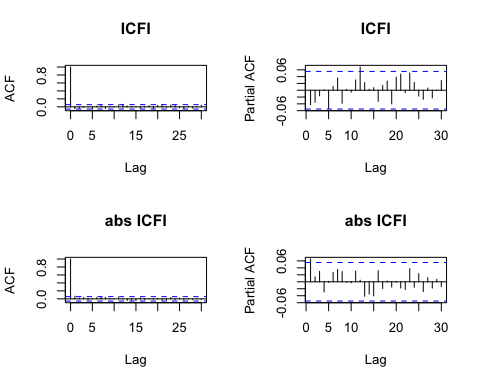 ICFI
ACF
0.0 0.8
0 5 15 25
Lag
ICFI
Partial ACF
-0.06 0.06
0 5 10 20 30
Lag
abs ICFI
ACF
0.0 0.8
0 5 15 25
Lag
abs ICFI
Partial ACF
-0.06 0.06
0 5 10 20 30
Lag